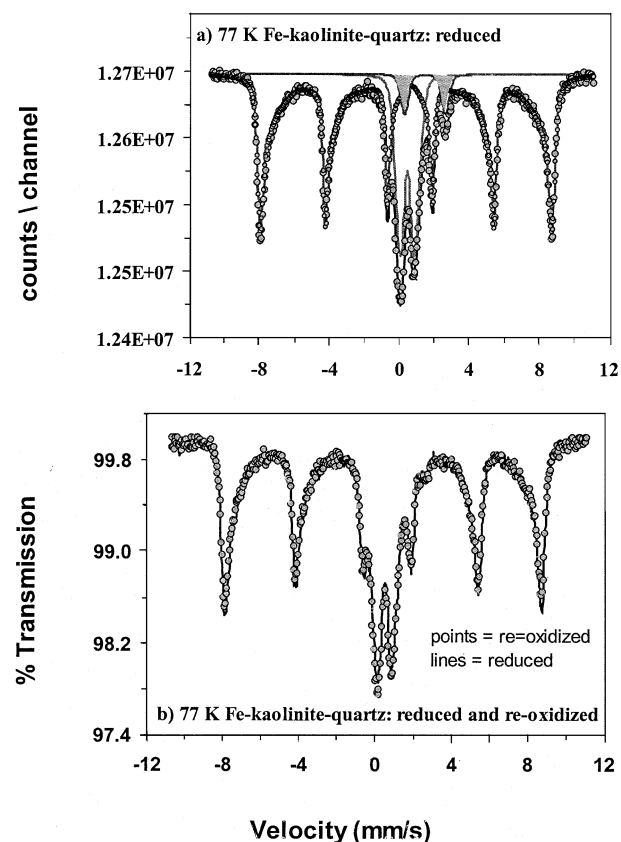 a) 77 K Fe-kaolinite-quartz: reduced
1.27E+07
1.26E+07
1.25E+07
1.25E+07
1.24E+07
counts \ channel
-12 -8 -4 0 4 8 12
99.8
99.0
98.2
97.4
% Transmission
points = re=oxidized
lines = reduced
b) 77 K Fe-kaolinite-quartz: reduced and re-oxidized
-12 -8 -4 0 4 8 12
Velocity (mm/s)